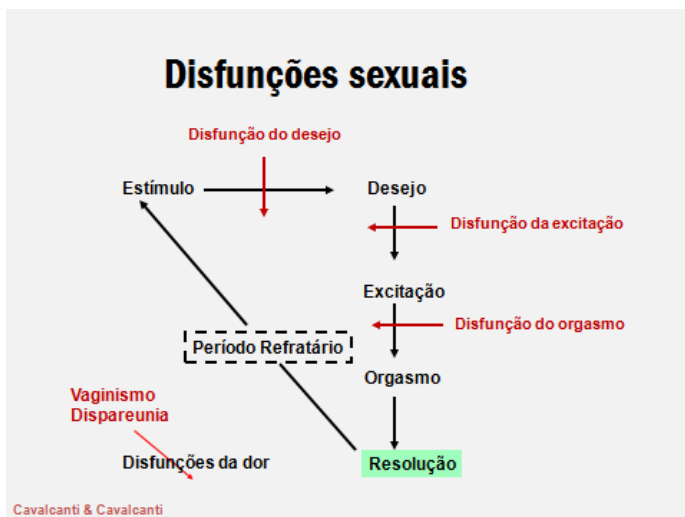 Disfunções sexuais
Disfunção do desejo
Estímulo
Desejo
Disfunção da excitação
Excitação
Disfunção do orgasmo
Período Refratário
Orgasmo
Vaginismo
Dispareunia
Disfunções da dor
Resolução
Cavalcanti & Cavalcanti